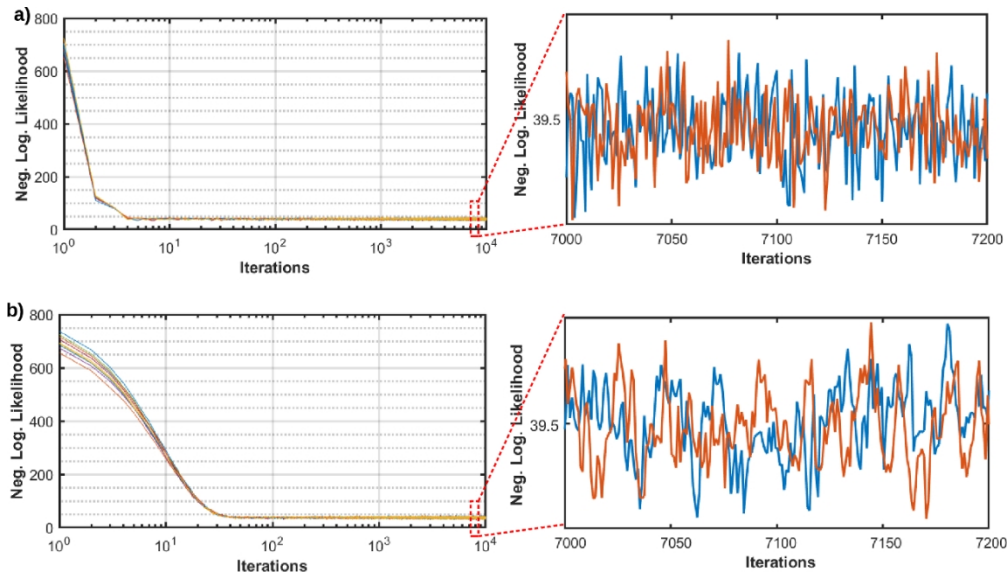 a)
800
600
400
200
0
Neg. Log. Likelihood
10^0 10^1 10^2 10^3 10^4
Iterations
Neg. Log. Likelihood
39.5
7000 7050 7100 7150 7200
Iterations
b)
800
600
400
200
0
Neg. Log. Likelihood
10^0 10^1 10^2 10^3 10^4
Iterations
Neg. Log. Likelihood
39.5
7000 7050 7100 7150 7200
Iterations